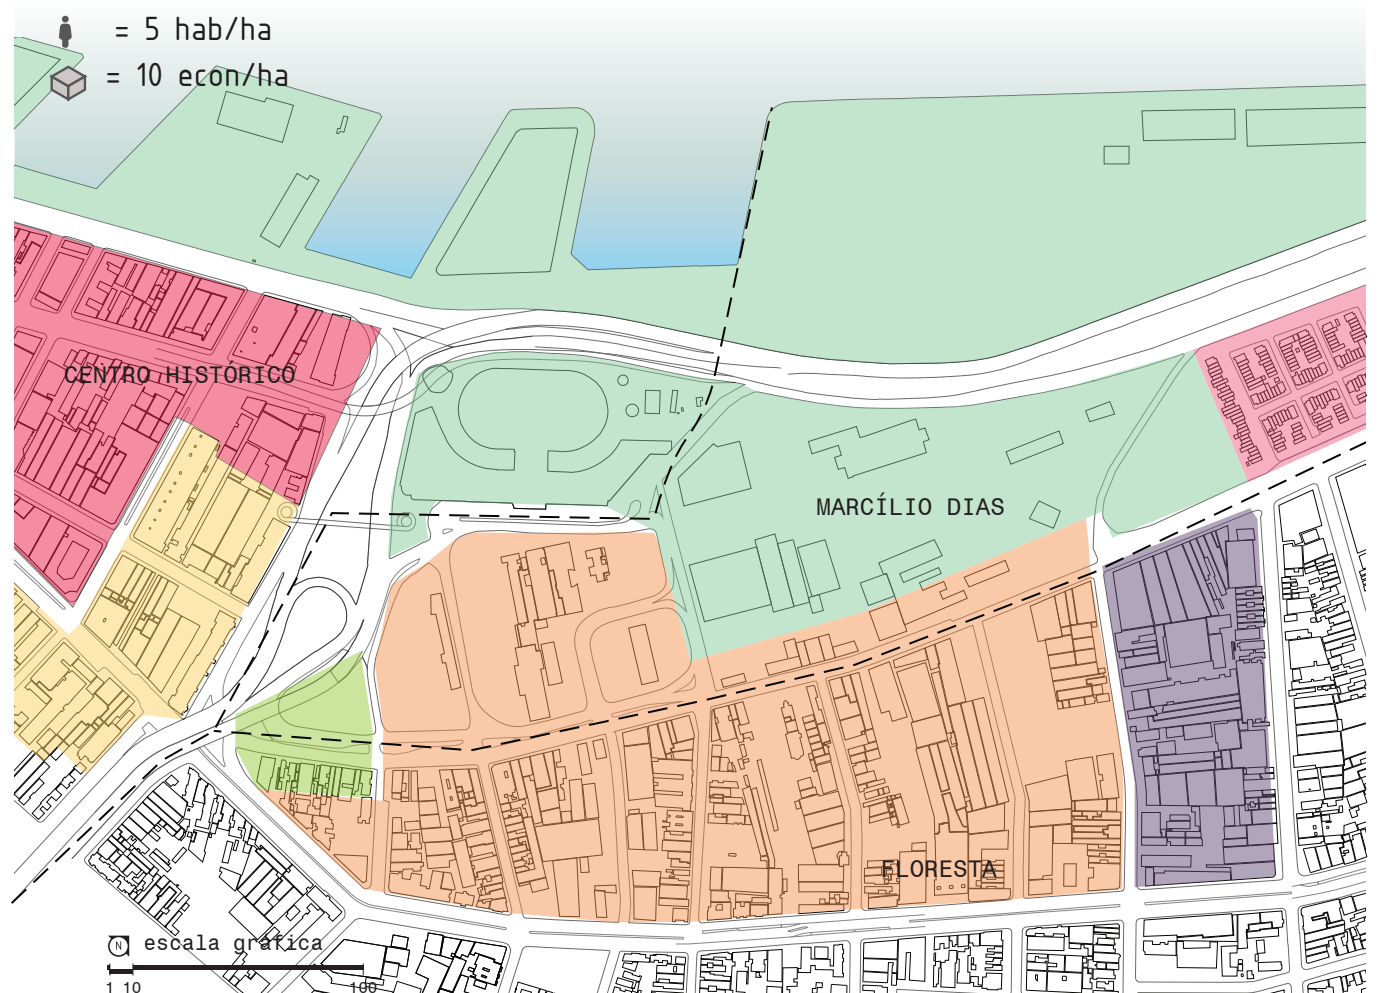 = 5 hab/ha
= 10 econ/ha
CENTRO HISTÓRICO
MARCÍLIO DIAS
FLORESTA
N escala gráfica
1 10 100